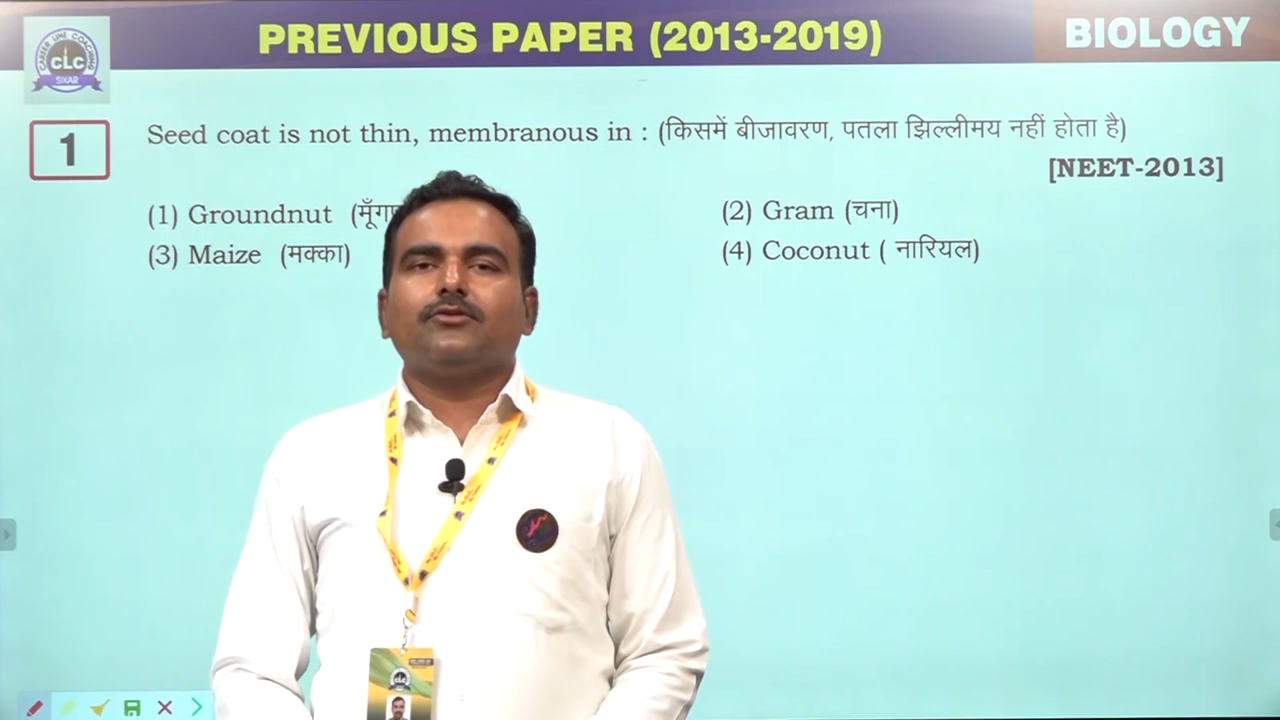 PREVIOUS PAPER (2013-2019)
BIOLOGY
CAREER LINE COACHING
CLC
SIKAR
1
Seed coat is not thin, membranous in : (किसमें बीजावरण, पतला झिल्लीमय नहीं होता है)
[NEET-2013]
(1) Groundnut
(2) Gram (चना)
(3) Maize (मक्का)
(4) Coconut ( नारियल)
CLC